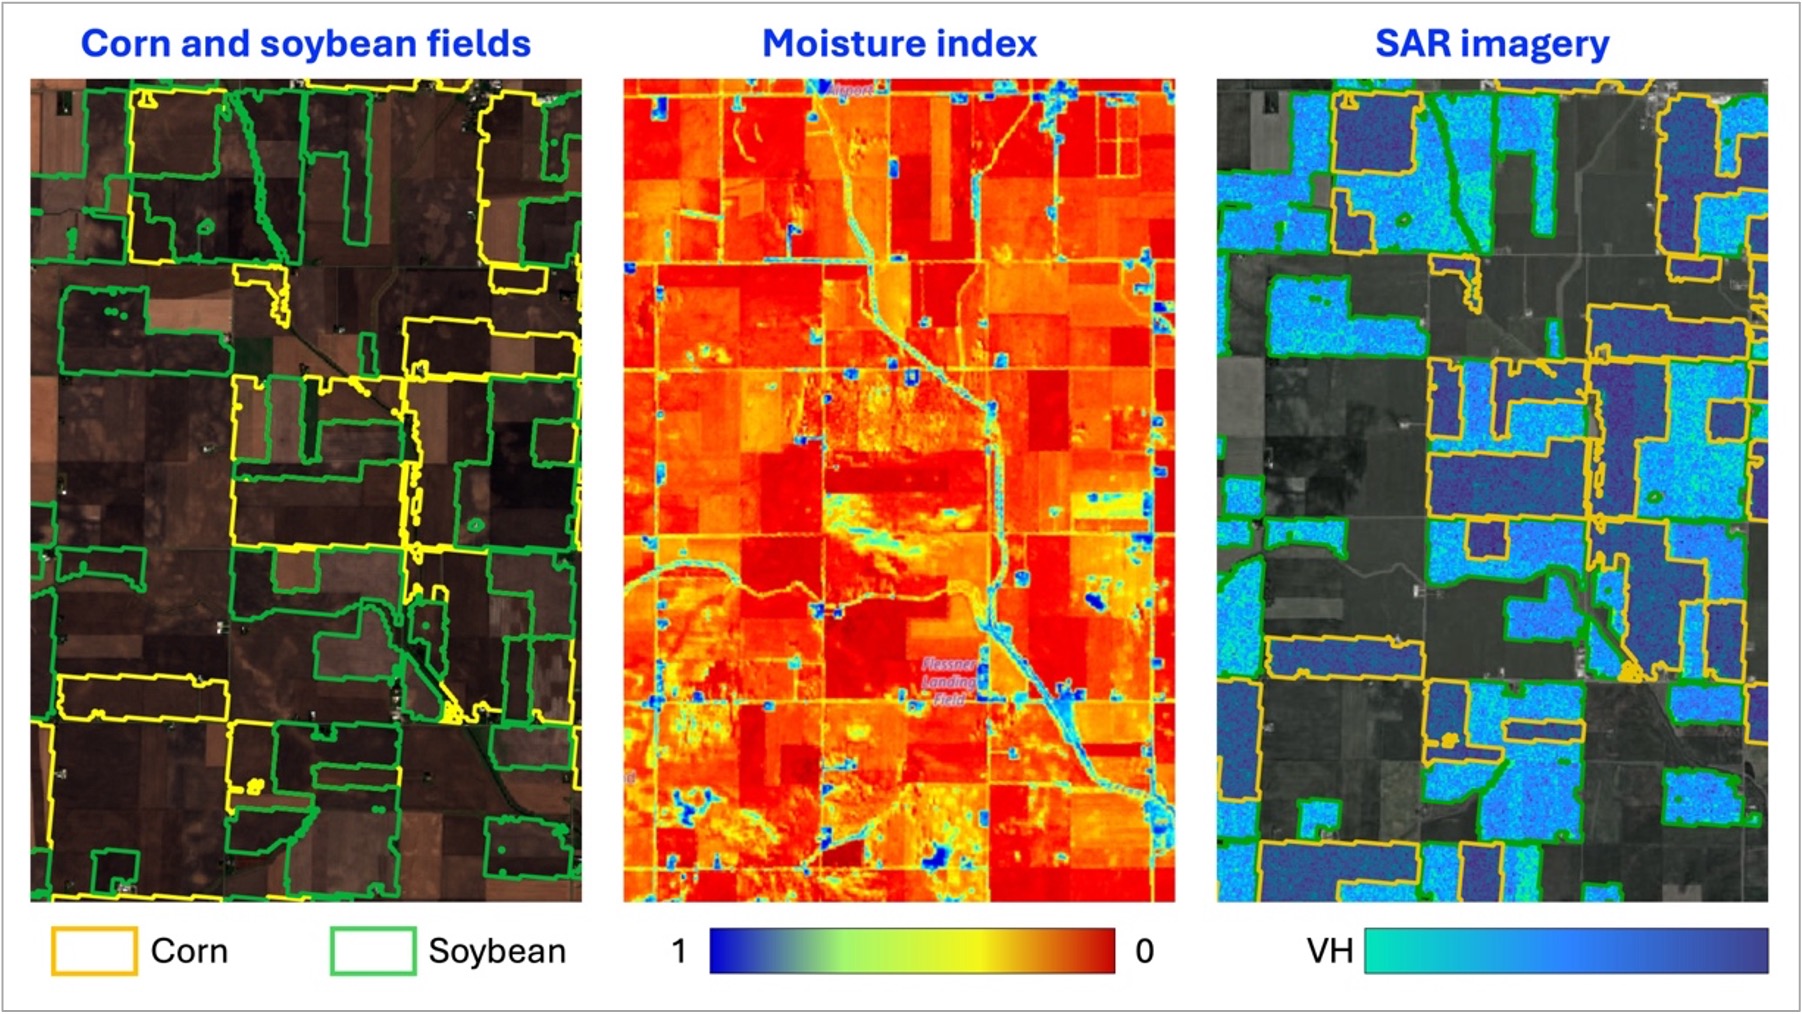 Corn and soybean fields
Moisture index
SAR imagery
Airport
Flessner
Landing
Field
d
Corn
Soybean
1
0
VH